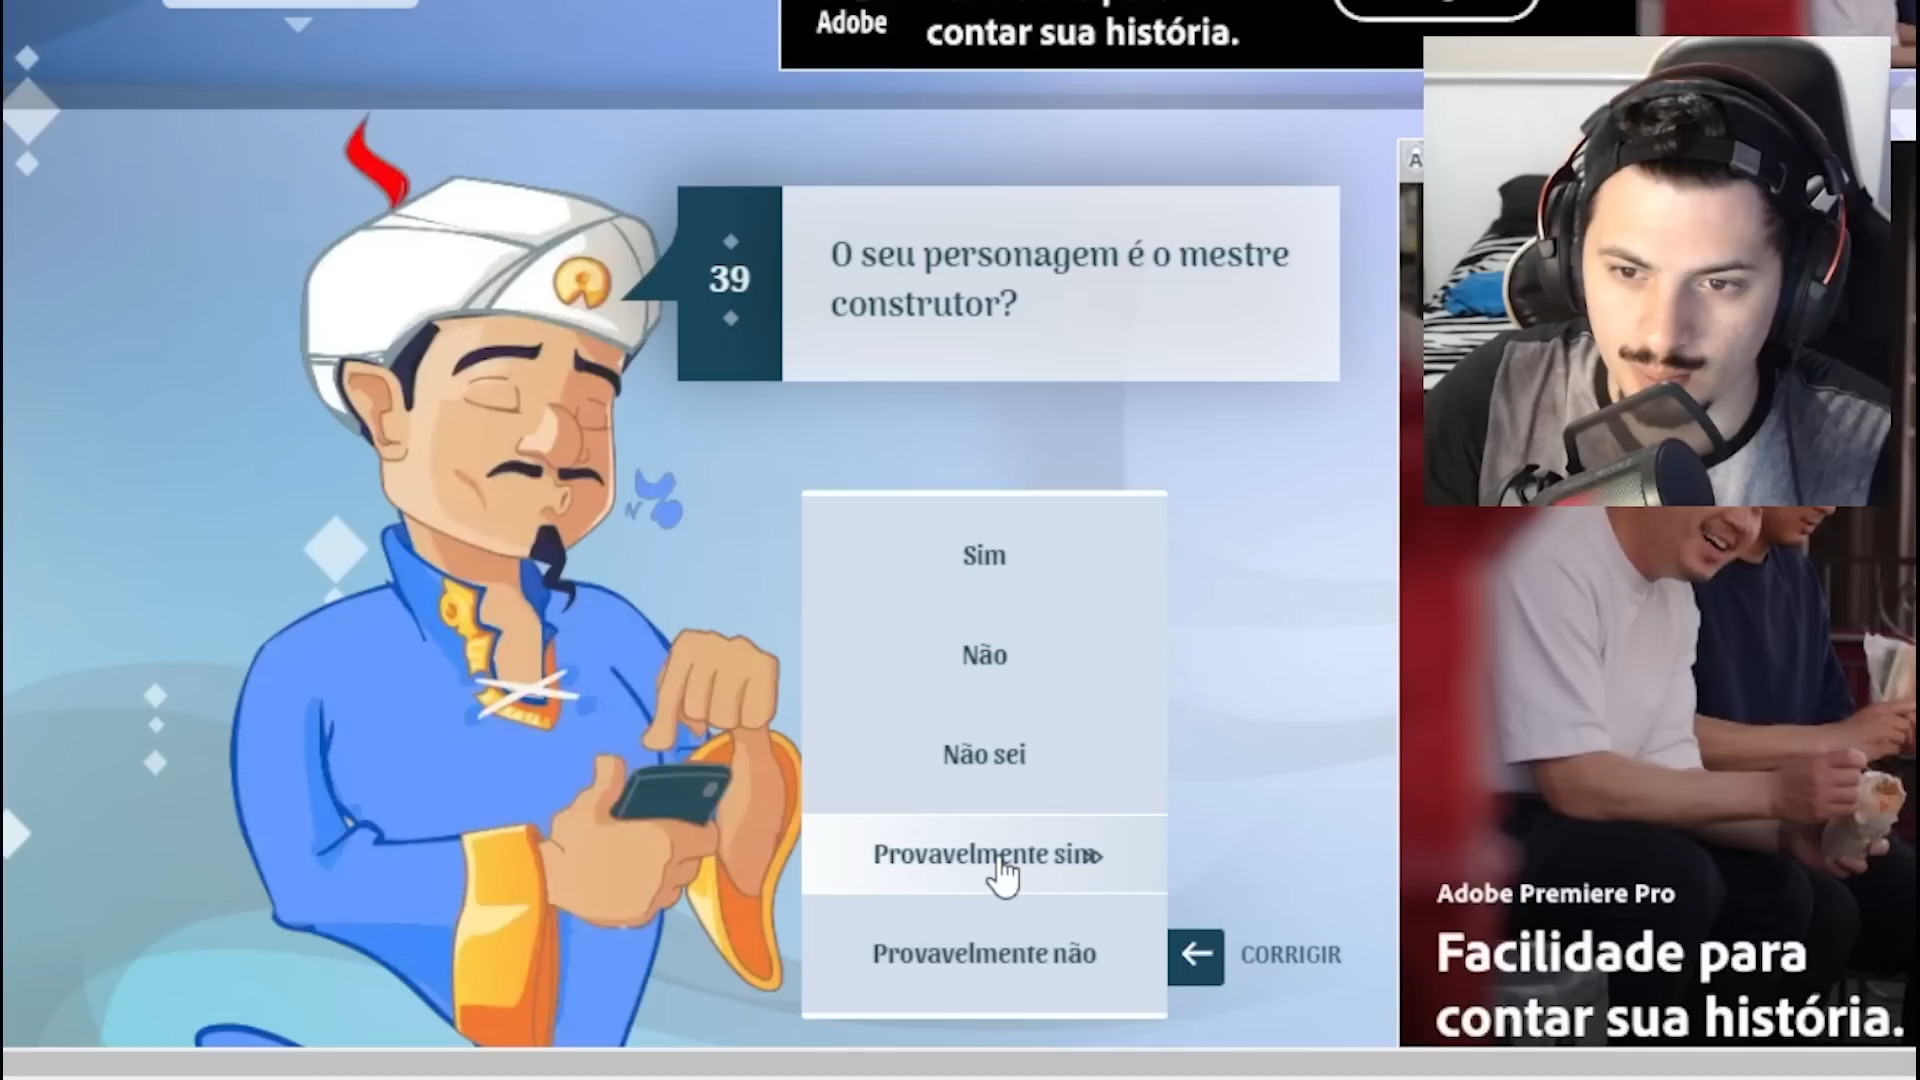 Adobe
contar sua história.
39
O seu personagem é o mestre
construtor?
Sim
Não
Não sei
Provavelmente sim
Provavelmente não
CORRIGIR
Adobe Premiere Pro
Facilidade para
contar sua história.